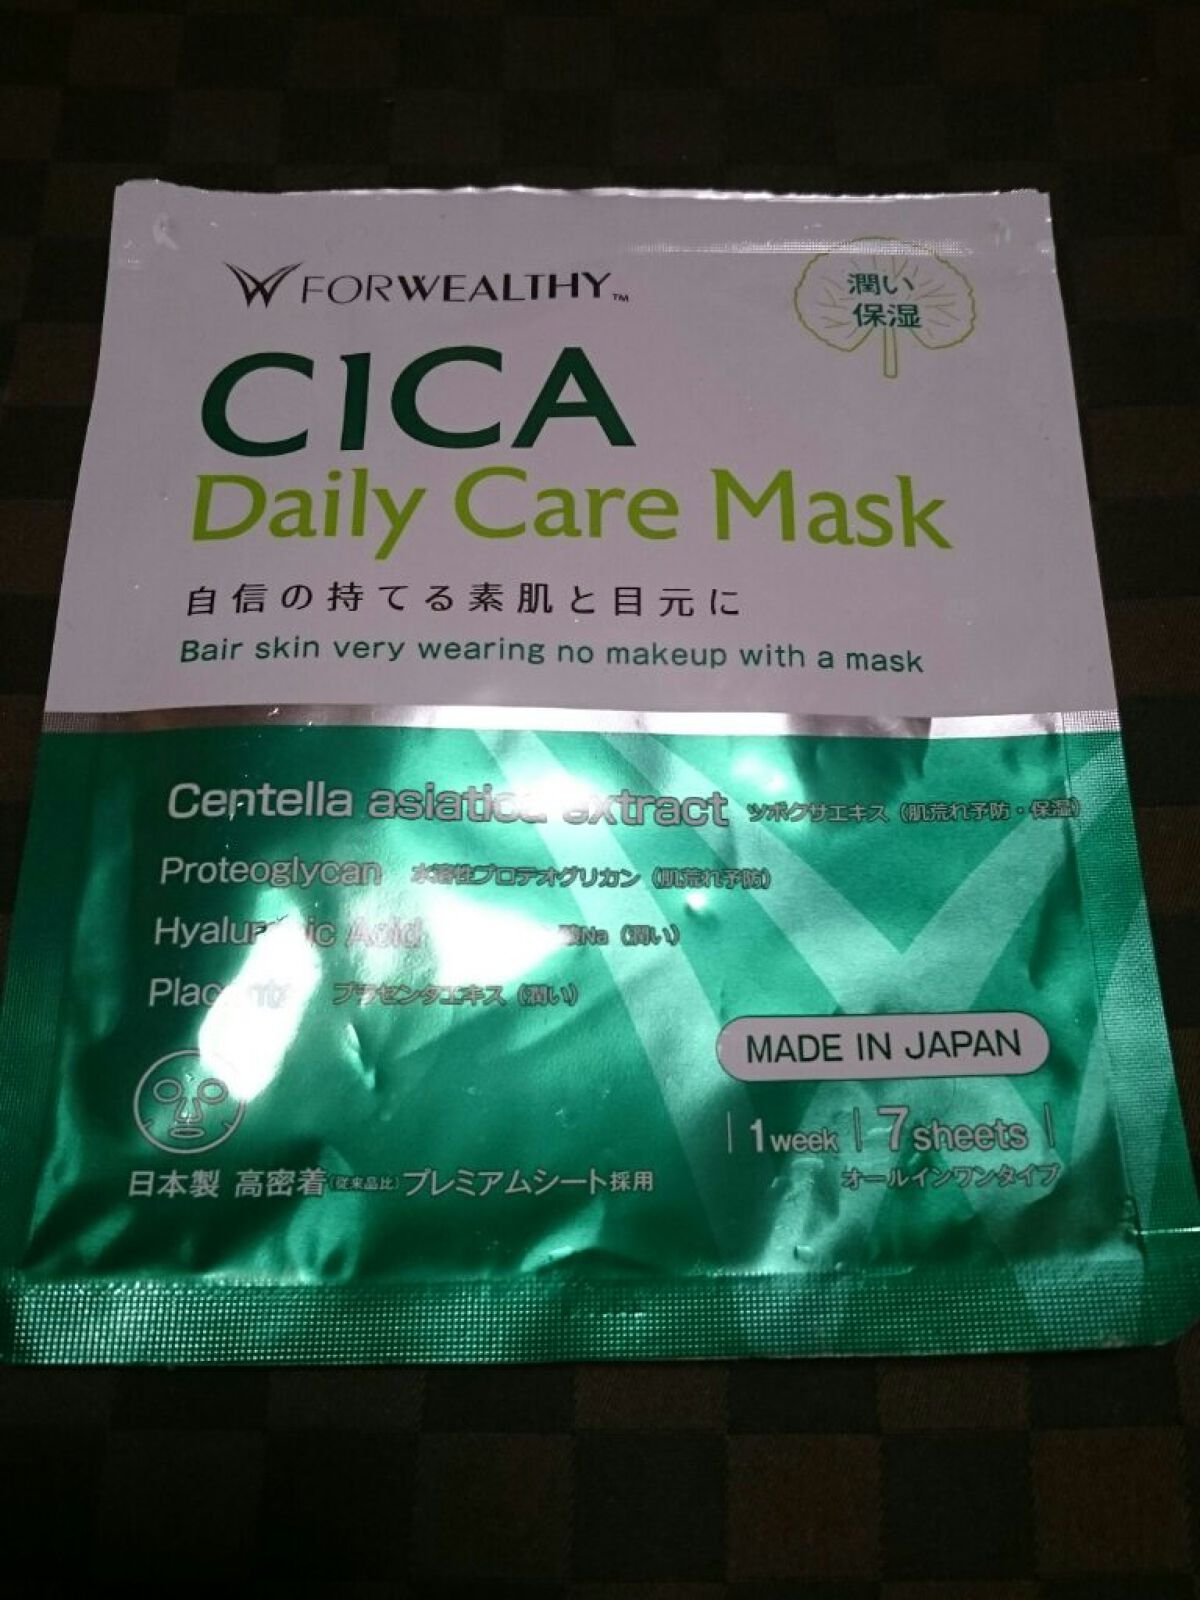 FORWEALTHY™
潤い
保湿
CICA
Daily Care Mask
自信の持てる素肌と目元に
Bair skin very wearing no makeup with a mask
Centella asiatica extract ツボクサエキス（肌荒れ予防・保湿）
Proteoglycan 水溶性プロテオグリカン（肌荒れ予防）
Acid 酸Na（潤い）
プラセンタエキス（潤い）
MADE IN JAPAN
1week 7sheets
オールインワンタイプ
日本製 高密着（従来品比）プレミアムシート採用